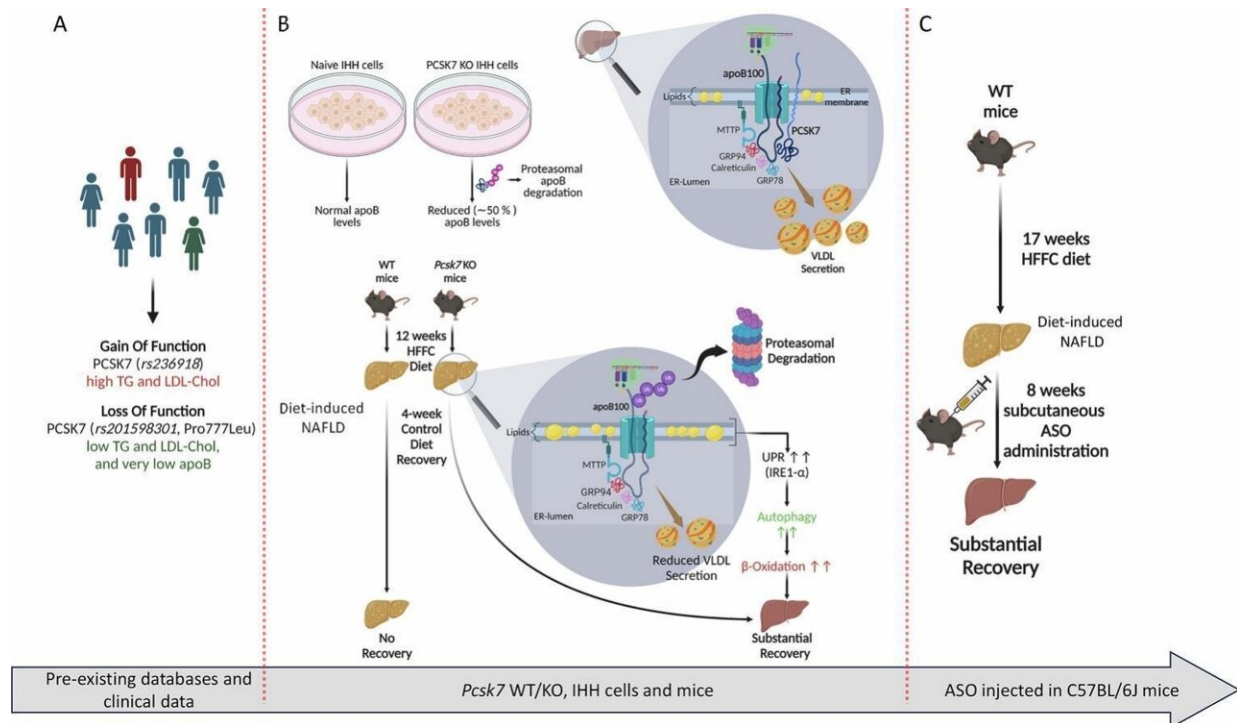 A
B
C
Naive IHH cells
PCSK7 KO IHH cells
Normal apoB
levels
Reduced (~50 %)
apoB levels
Proteasomal
apoB
degradation
apoB100
Lipids
ER
membrane
MTTP
PCSK7
GRP94
Calreticulin
GRP78
ER-Lumen
VLDL
Secretion
Gain Of Function
PCSK7 (rs236918)
high TG and LDL-Chol
Loss Of Function
PCSK7 (rs201598301, Pro777Leu)
low TG and LDL-Chol,
and very low apoB
WT
mice
Pcsk7 KO
mice
12 weeks
HFFC
Diet
Diet-induced
NAFLD
4-week
Control
Diet
Recovery
No
Recovery
apoB100
Ub
Ub
Ub
Ub
Proteasomal
Degradation
Lipids
MTTP
GRP94
Calreticulin
GRP78
ER-lumen
Reduced VLDL
Secretion
UPR ↑ ↑
(IRE1-α)
Autophagy
↑ ↑
β-Oxidation ↑ ↑
Substantial
Recovery
WT
mice
17 weeks
HFFC diet
Diet-induced
NAFLD
8 weeks
subcutaneous
ASO
administration
Substantial
Recovery
Pre-existing databases and
clinical data
Pcsk7 WT/KO, IHH cells and mice
ASO injected in C57BL/6J mice